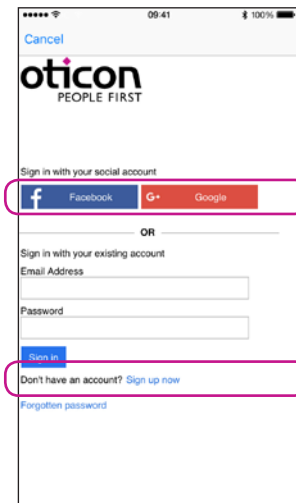 09:41
100%
Cancel
oticon
PEOPLE FIRST
Sign in with your social account
f Facebook G+ Google
OR
Sign in with your existing account
Email Address
Password
Sign in
Don't have an account? Sign up now
Forgotten password